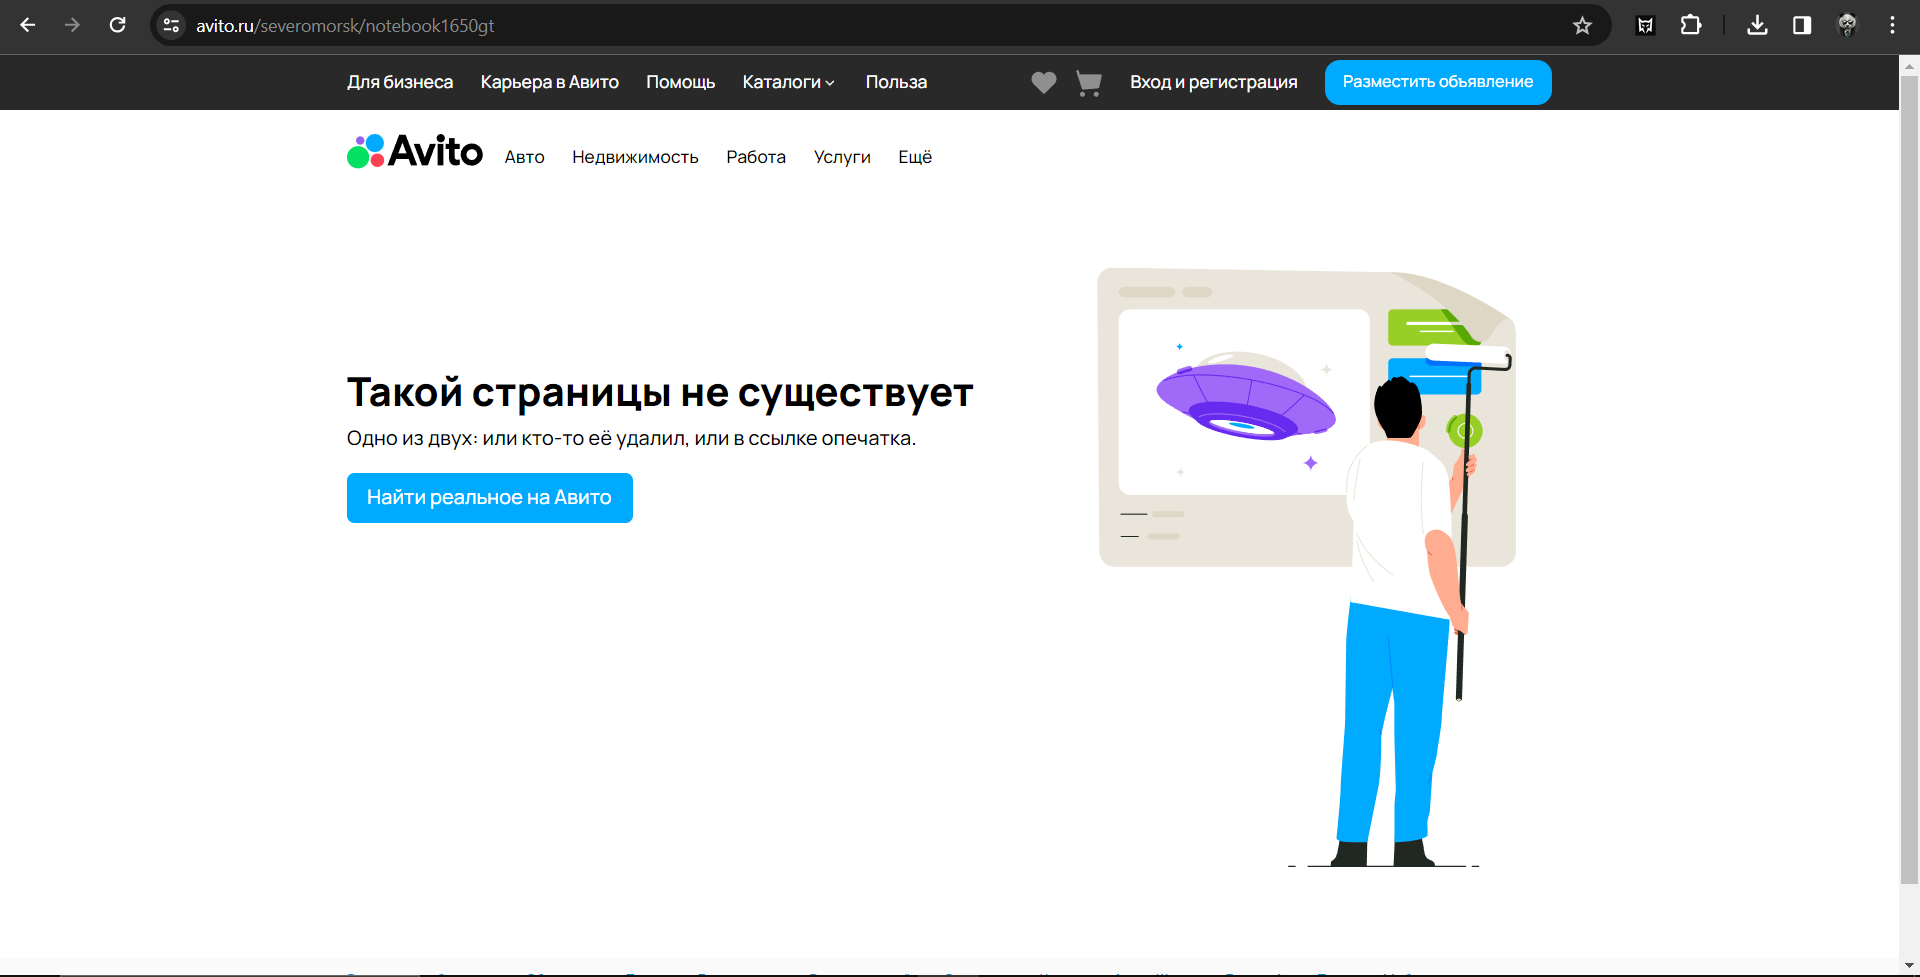 avito.ru/severomorsk/notebook1650gt
Для бизнеса Карьера в Авито Помощь Каталоги Польза Вход и регистрация Разместить объявление
Avito Авто Недвижимость Работа Услуги Ещё
Такой страницы не существует
Одно из двух: или кто-то её удалил, или в ссылке опечатка.
Найти реальное на Авито